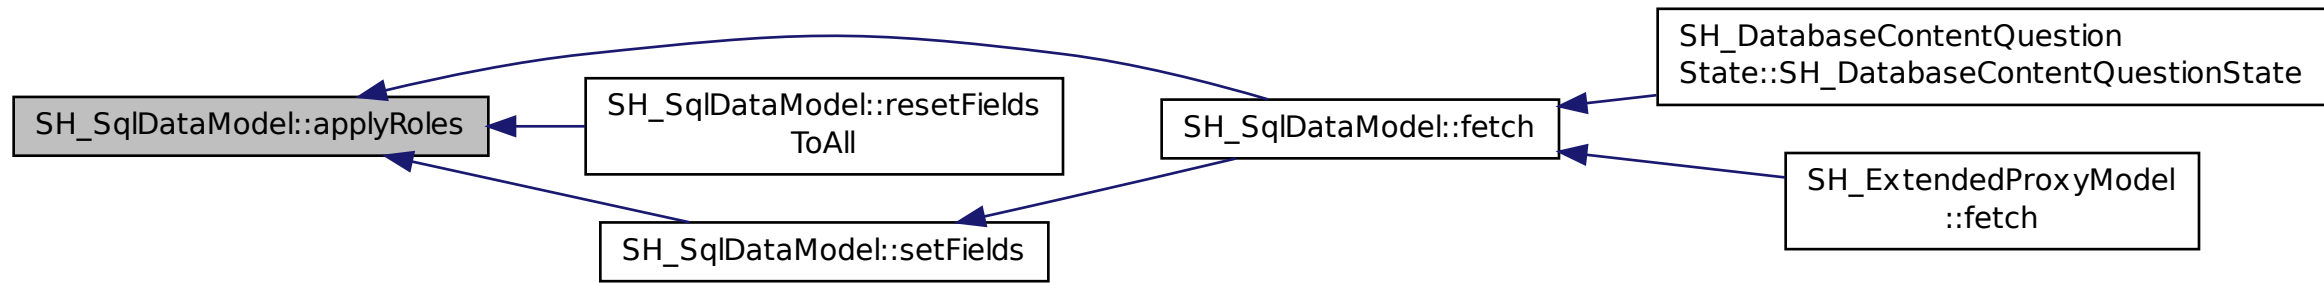 SH_SqlDataModel::applyRoles
SH_SqlDataModel::resetFields
ToAll
SH_SqlDataModel::setFields
SH_SqlDataModel::fetch
SH_DatabaseContentQuestion
State::SH_DatabaseContentQuestionState
SH_ExtendedProxyModel
::fetch